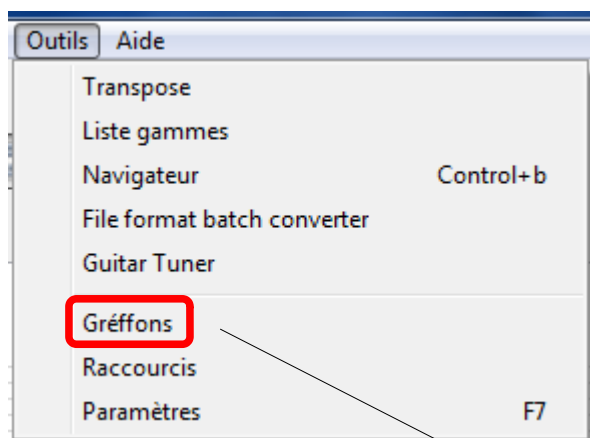 Outils Aide
Transpose
Liste gammes
Navigateur Control+b
File format batch converter
Guitar Tuner
Gréffons
Raccourcis
Paramètres F7